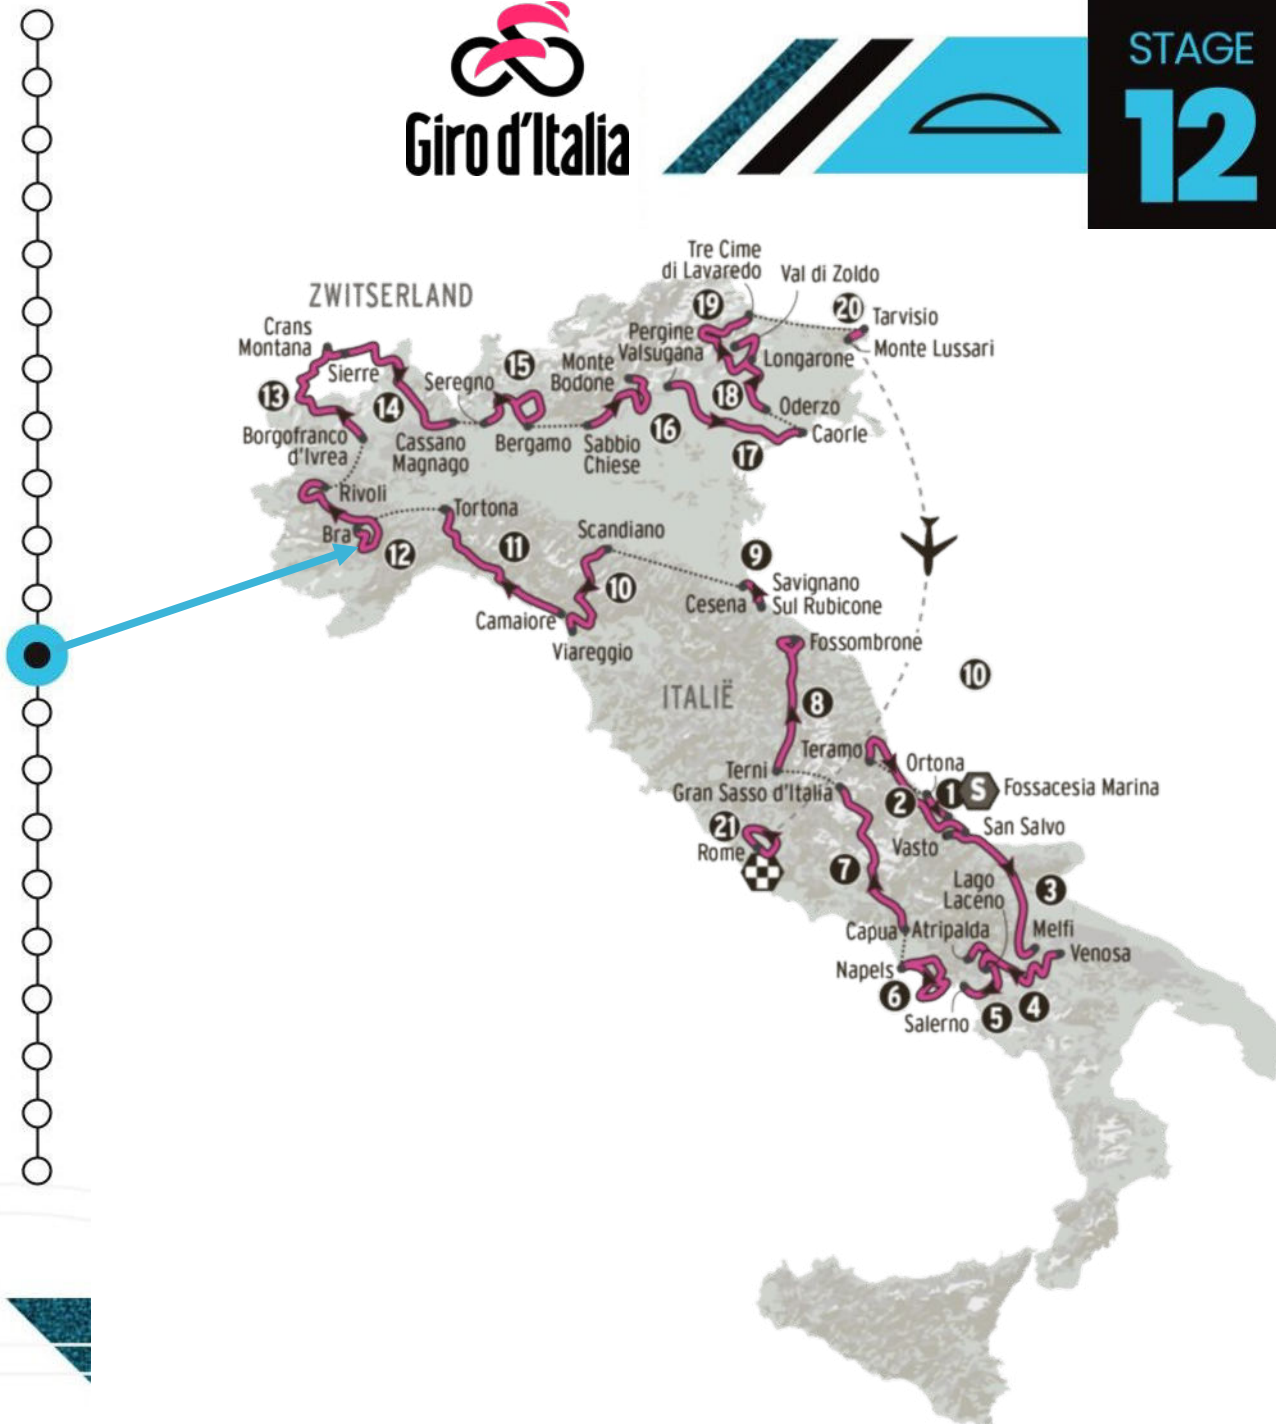 Giro d'Italia
STAGE
12
Tre Cime
di Lavaredo
Val di Zoldo
ZWITSERLAND
19
20
Tarvisio
Crans
Montana
Pergine
Valsugana
Monte Lussari
Longarone
15
Monte
Bodone
Sierre
Seregno
13
14
18
Oderzo
Borgofranco
d'Ivrea
Cassano
Magnago
Bergamo
Sabbio
Chiese
16
Caorle
17
Rivoli
Tortona
Bra
12
11
Scandiano
9
10
Savignano
Sul Rubicone
Cesena
Camaiore
Viareggio
Fossombrone
10
ITALIË
8
Teramo
Ortona
Terni
Gran Sasso d'Italia
2
1
S
Fossacesia Marina
21
San Salvo
Rome
Vasto
7
Lago
Laceno
3
Capua
Atripalda
Melfi
Venosa
Napels
6
Salerno
5
4